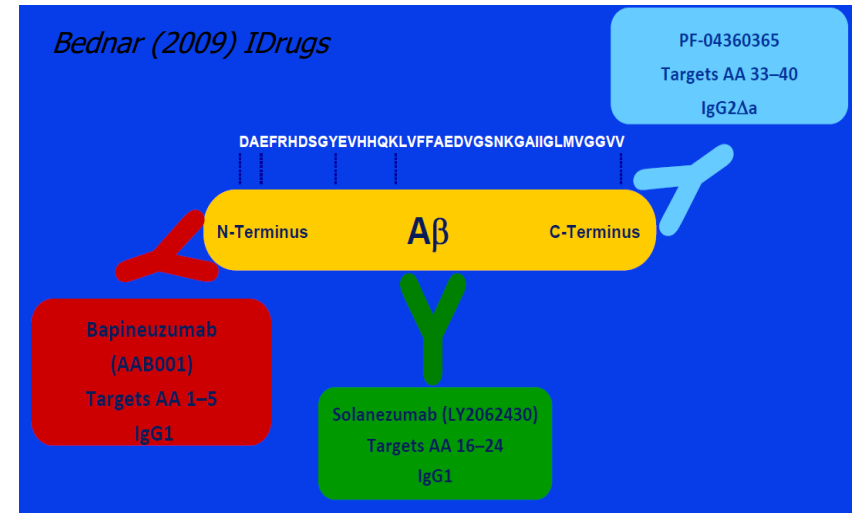 Bednar (2009) IDrugs
PF-04360365
Targets AA 33–40
IgG2Δa
DAEFRHDSGYEVHHQKLVFFAEDVGSNKGAIIGLMVGGVV
N-Terminus
Aβ
C-Terminus
Bapineuzumab
(AAB001)
Targets AA 1–5
IgG1
Solanezumab (LY2062430)
Targets AA 16–24
IgG1